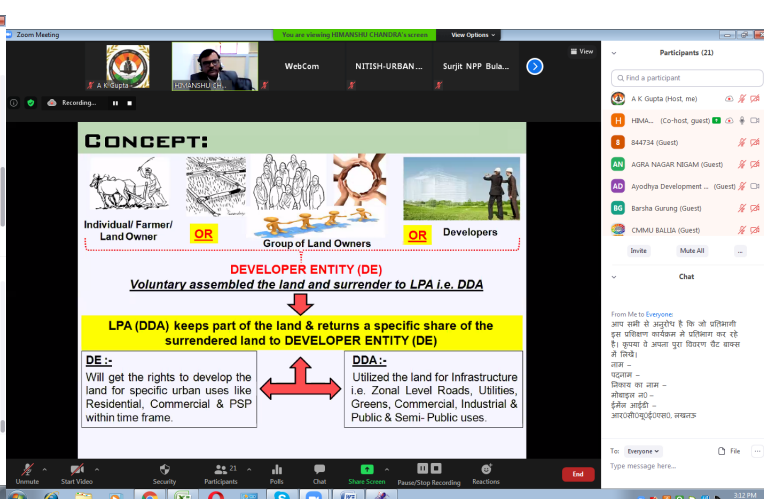 Zoom Meeting
You are viewing HIMANSHU CHANDRA's screen
View Options
View
A K Gupta
HIMANSHU CH...
WebCom
NITISH-URBAN ...
Surjit NPP Bula...
Recording...
CONCEPT:
Individual/ Farmer/
Land Owner
OR
Group of Land Owners
OR
Developers
DEVELOPER ENTITY (DE)
Voluntary assembled the land and surrender to LPA i.e. DDA
LPA (DDA) keeps part of the land & returns a specific share of the
surrendered land to DEVELOPER ENTITY (DE)
DE :-
Will get the rights to develop the
land for specific urban uses like
Residential, Commercial & PSP
within time frame.
DDA :-
Utilized the land for Infrastructure
i.e. Zonal Level Roads, Utilities,
Greens, Commercial, Industrial &
Public & Semi- Public uses.
Unmute
Start Video
Security
21
Participants
Polls
Chat
Share Screen
Pause/Stop Recording
Reactions
End
Participants (21)
Find a participant
A K Gupta (Host, me)
H
HIMA... (Co-host, guest)
8
844734 (Guest)
AN
AGRA NAGAR NIGAM (Guest)
AD
Ayodhya Development ... (Guest)
BG
Barsha Gurung (Guest)
CMMU BALLIA (Guest)
Invite
Mute All
...
Chat
From Me to Everyone:
आप सभी से अनुरोध है कि जो प्रतिभागी
इस प्रशिक्षण कार्यक्रम मे प्रतिभाग कर रहे
है। कृपया वे अपना पूरा विवरण चैट बाक्स
में लिखें।
नाम –
पदनाम –
निकाय का नाम –
मोबाइल न0 –
ईमेल आईडी –
आर0सी0यू0ई0एस0, लखनऊ
To:
Everyone
File
...
Type message here...
3:12 PM